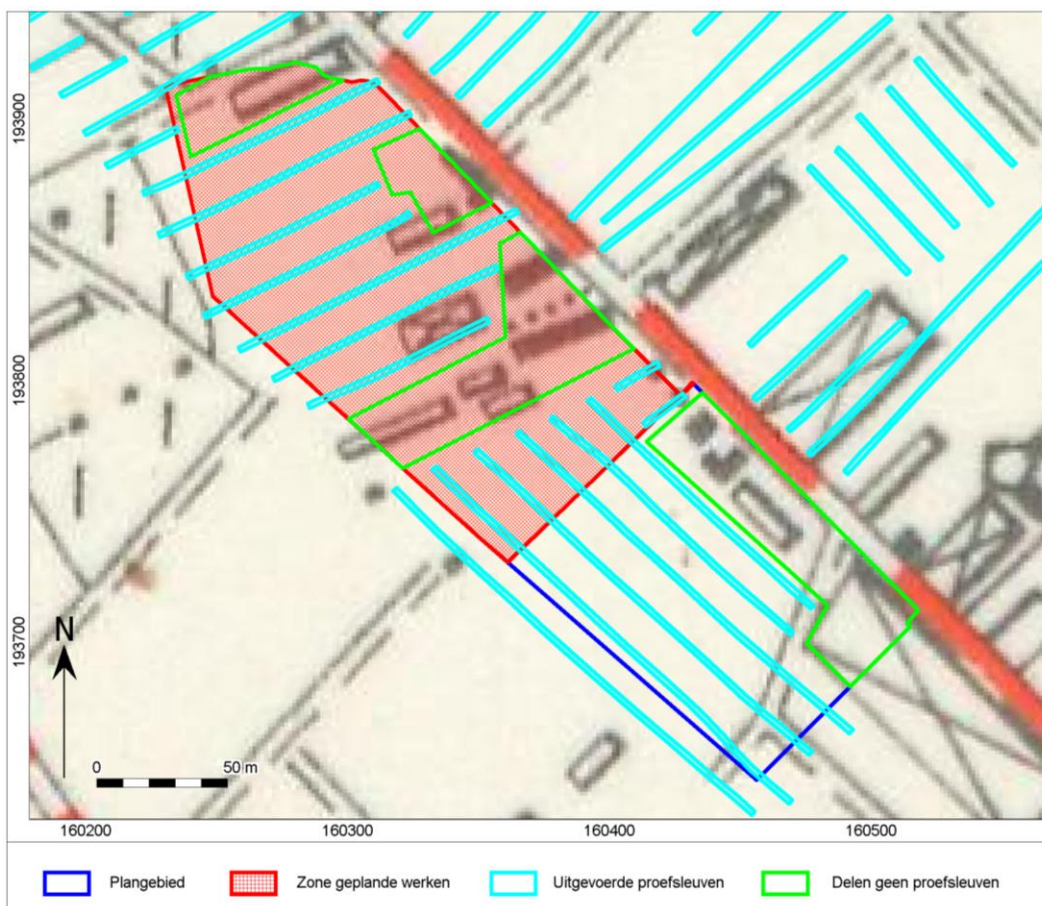 193900
193800
193700
N
0 50 m
160200 160300 160400 160500
Plangebied Zone geplande werken Uitgevoerde proefsleuven Delen geen proefsleuven